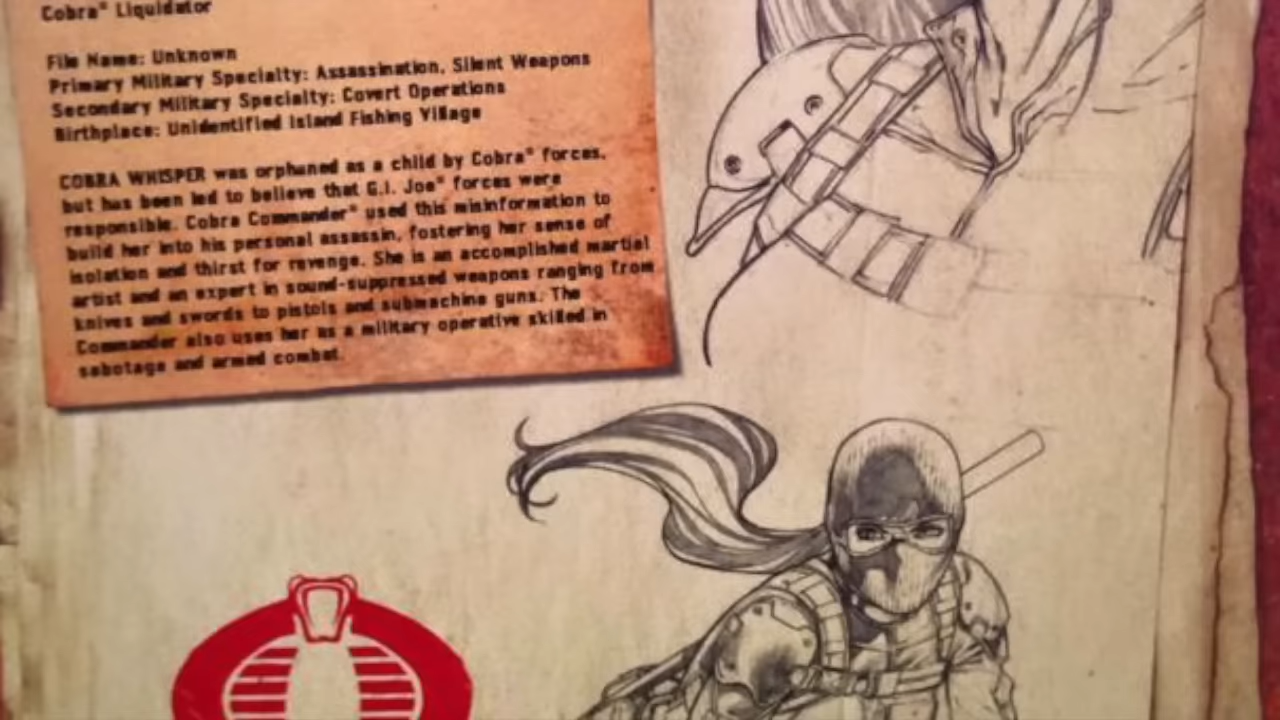 Cobra® Liquidator
File Name: Unknown
Primary Military Specialty: Assassination, Silent Weapons
Secondary Military Specialty: Covert Operations
Birthplace: Unidentified Island Fishing Village
COBRA WHISPER was orphaned as a child by Cobra® forces,
but has been led to believe that G.I. Joe® forces were
responsible. Cobra Commander® used this misinformation to
build her into his personal assassin, fostering her sense of
isolation and thirst for revenge. She is an accomplished martial
artist and an expert in sound-suppressed weapons ranging from
knives and swords to pistols and submachine guns. The
Commander also uses her as a military operative skilled in
sabotage and armed combat.